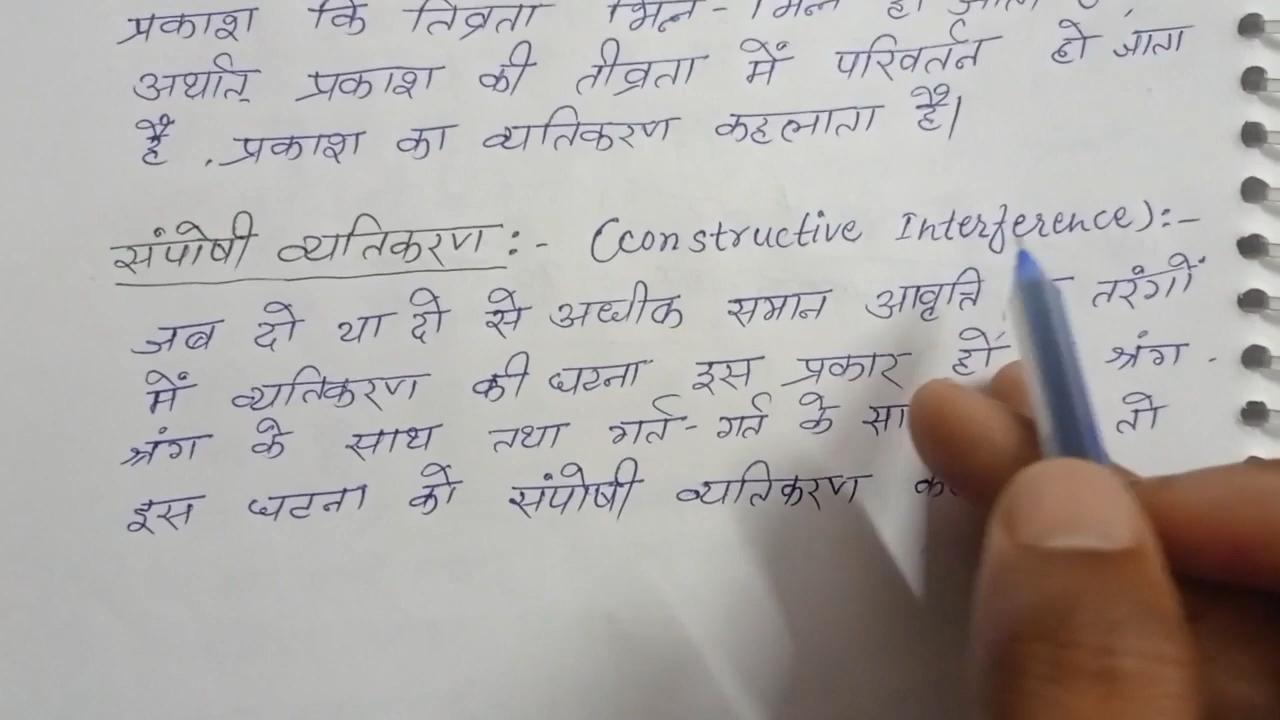 प्रकाश कि तिव्रता भिन्न - भिन्न हो जाता
अर्थात् प्रकाश की तीव्रता में परिवर्तन हो जाता
है . प्रकाश का व्यतिकरण कहलाता है।
संपोषी व्यतिकरण :- (Constructive Interference) :-
जब दो या दो से अधीक समान आवृति तरंगों
में व्यतिकरण की घटना इस प्रकार हो श्रंग -
श्रंग के साथ तथा गर्त - गर्त के तो
इस घटना को संपोषी व्यतिकरण